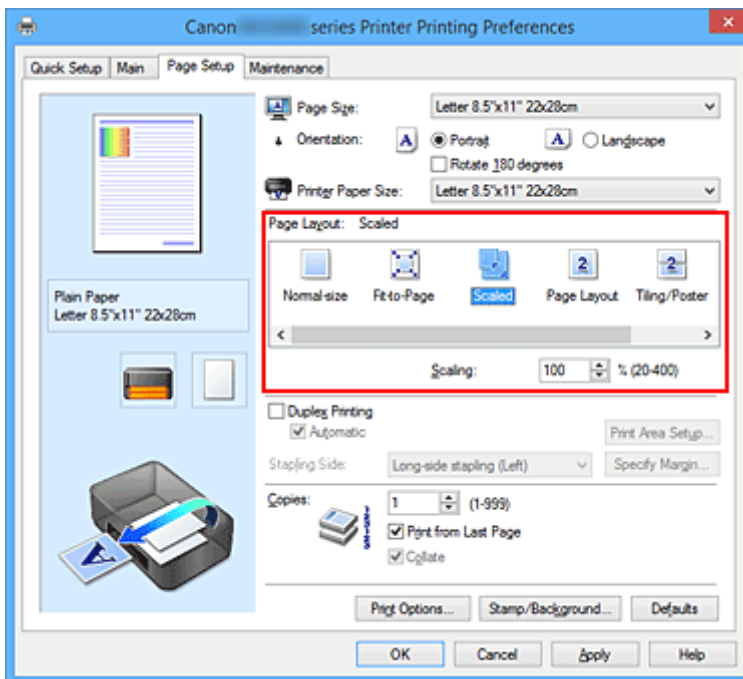 Canon series Printer Printing Preferences
Quick Setup Main Page Setup Maintenance
Page Size: Letter 8.5"x11" 22x28cm
Orientation: A Portrait A Landscape
Rotate 180 degrees
Printer Paper Size: Letter 8.5"x11" 22x28cm
Page Layout: Scaled
2 2
Normal-size Fit-to-Page Scaled Page Layout Tiling/Poster
Scaling: 100 % (20-400)
Plain Paper
Letter 8.5"x11" 22x28cm
Duplex Printing
Automatic Print Area Setup...
Stapling Side: Long-side stapling (Left) Specify Margin...
Copies: 1 (1-999)
Print from Last Page
Collate
A
Print Options... Stamp/Background... Defaults
OK Cancel Apply Help